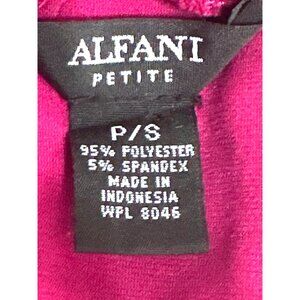 ALFANI
PETITE
P/S
95% POLYESTER
5% SPANDEX
MADE IN
INDONESIA
WPL 8046